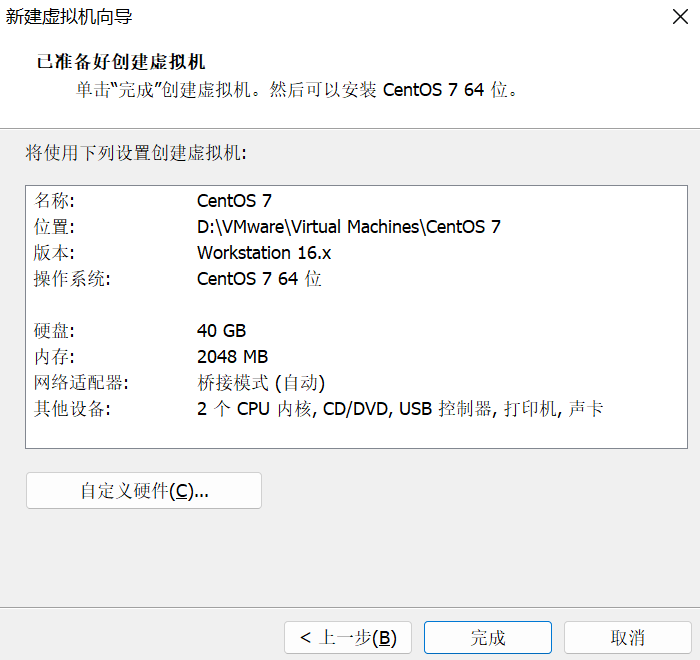 新建虚拟机向导
已准备好创建虚拟机
单击“完成”创建虚拟机。然后可以安装 CentOS 7 64 位。
将使用下列设置创建虚拟机:
名称: CentOS 7
位置: D:\VMware\Virtual Machines\CentOS 7
版本: Workstation 16.x
操作系统: CentOS 7 64 位
硬盘: 40 GB
内存: 2048 MB
网络适配器: 桥接模式 (自动)
其他设备: 2 个 CPU 内核, CD/DVD, USB 控制器, 打印机, 声卡
自定义硬件(C)...
< 上一步(B) 完成 取消